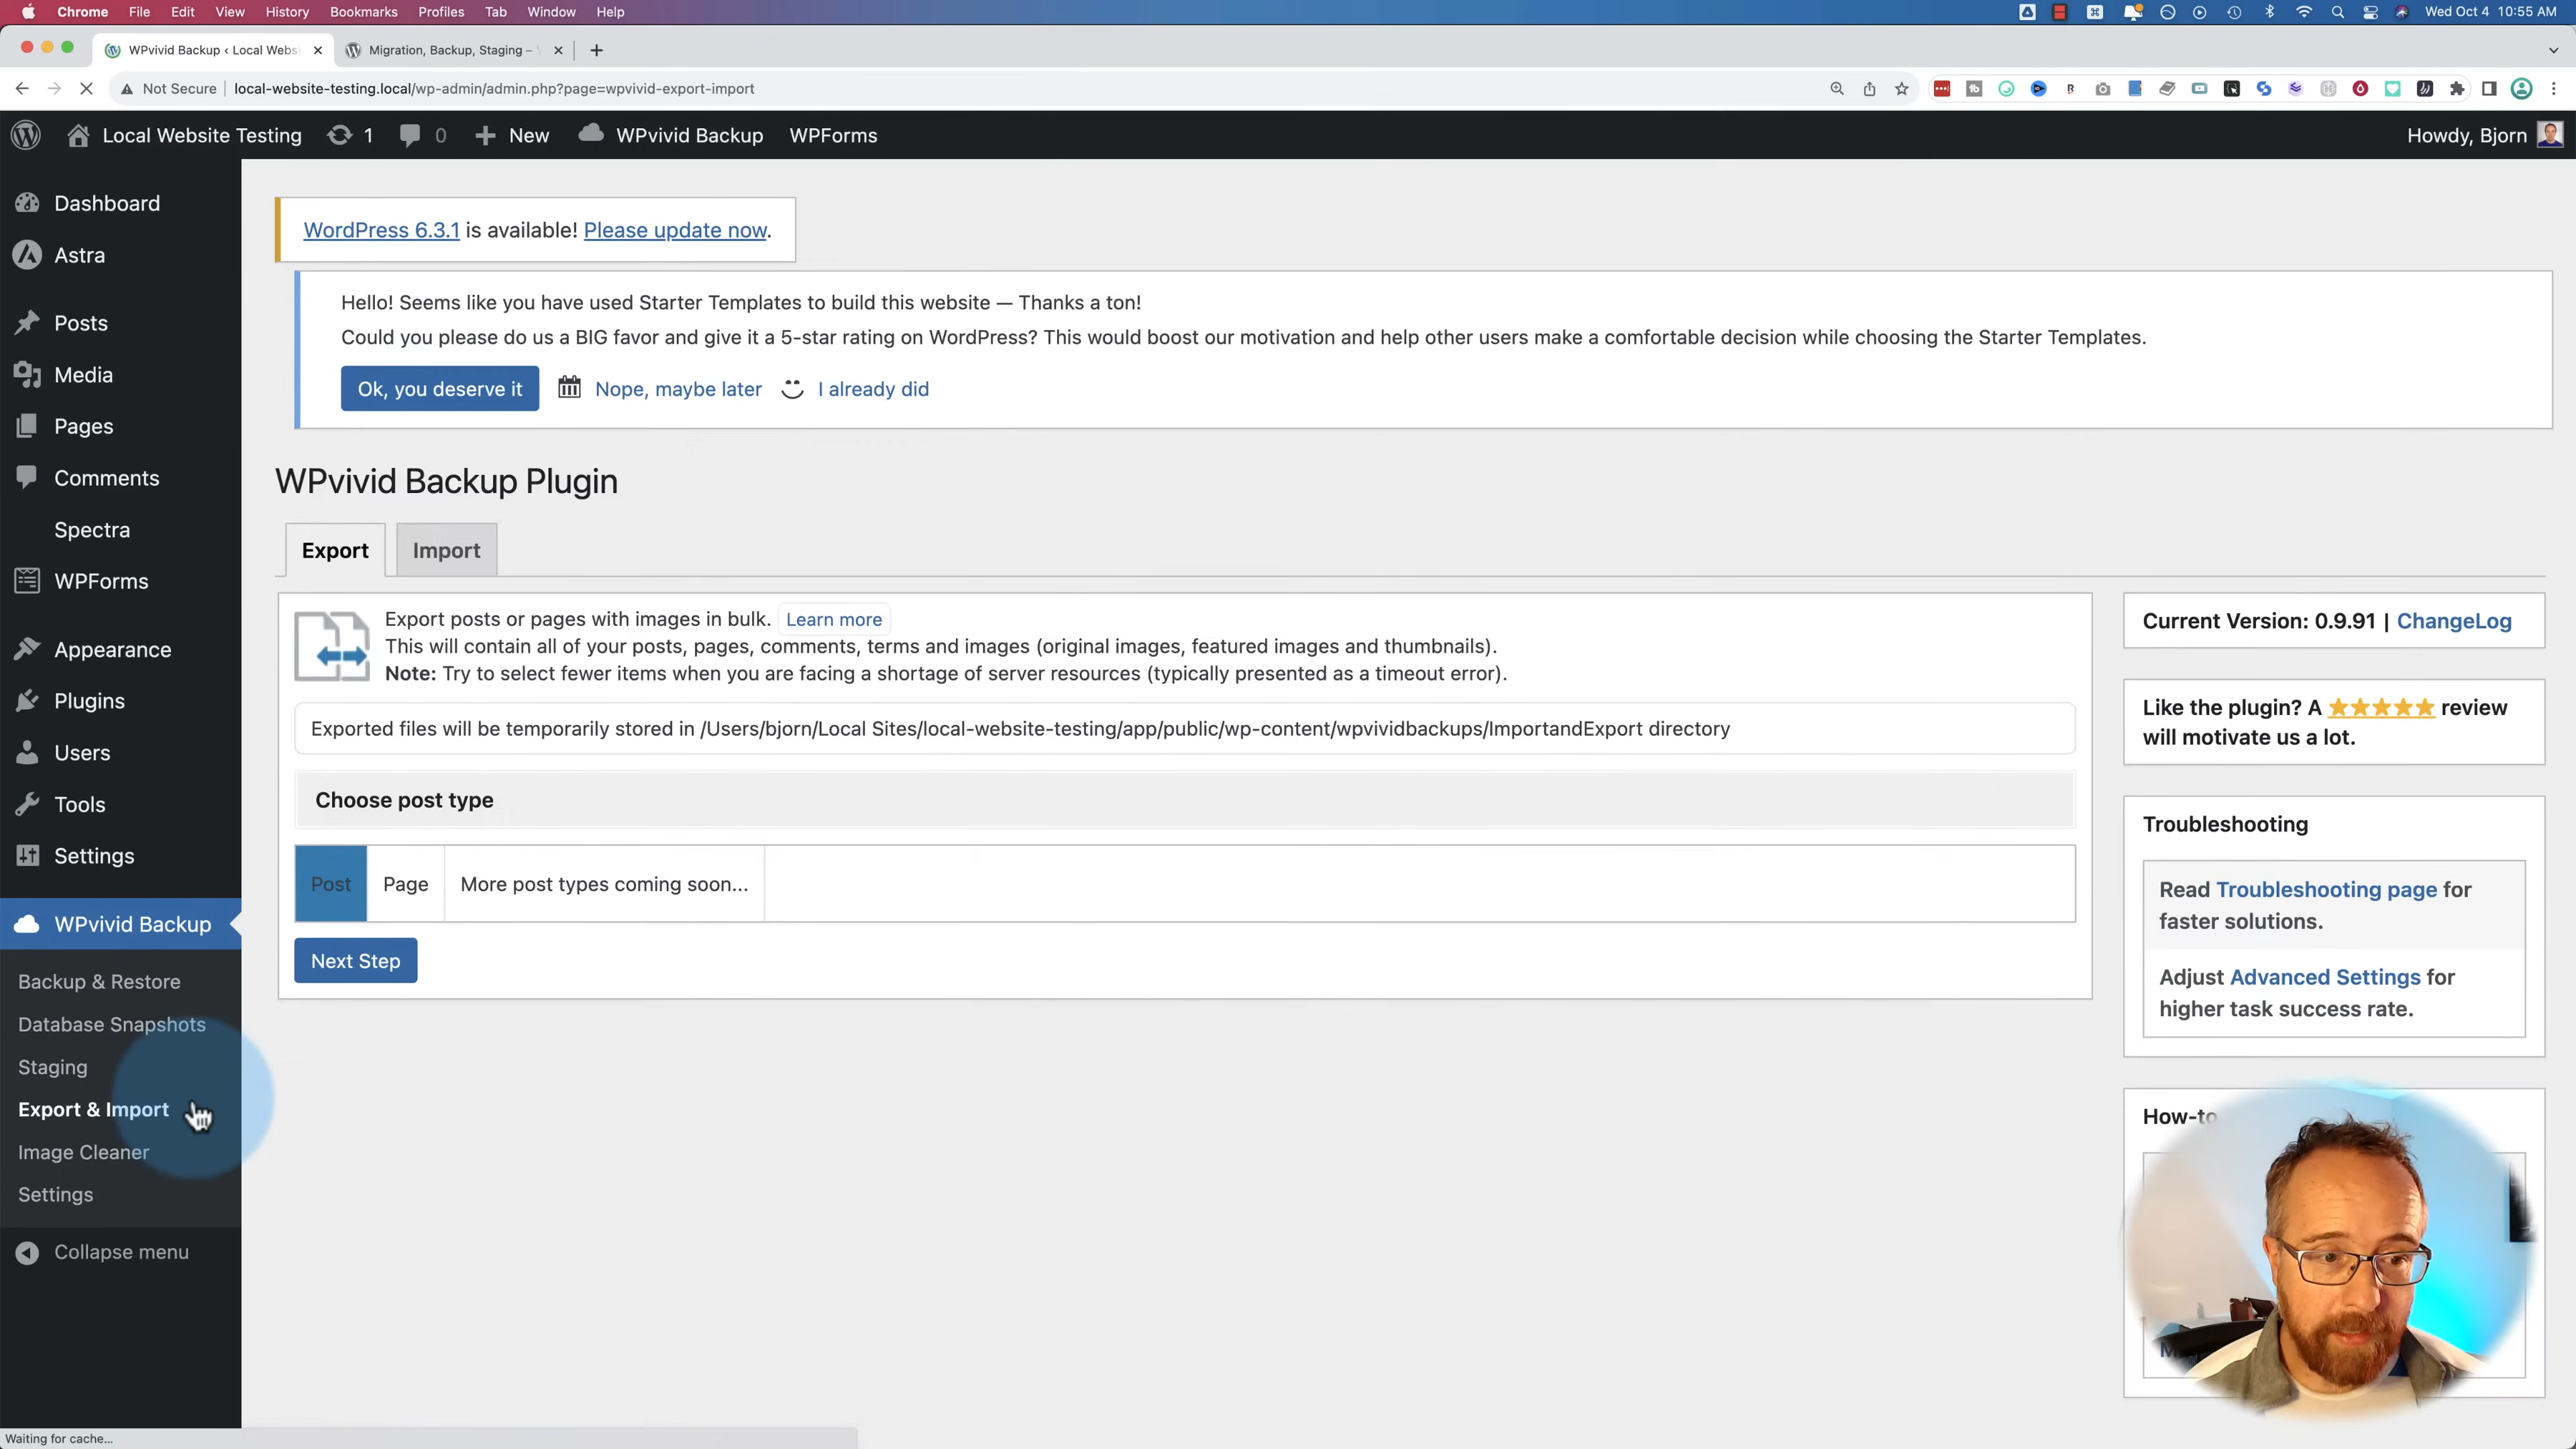 Chrome File Edit View History Bookmarks Profiles Tab Window Help
Wed Oct 4 10:55 AM
WPvivid Backup ‹ Local Webs
Migration, Backup, Staging –
Not Secure local-website-testing.local/wp-admin/admin.php?page=wpvivid-export-import
Local Website Testing 1 0 New WPvivid Backup WPForms
Howdy, Bjorn
Dashboard
Astra
Posts
Media
Pages
Comments
Spectra
WPForms
Appearance
Plugins
Users
Tools
Settings
WPvivid Backup
Backup & Restore
Database Snapshots
Staging
Export & Import
Image Cleaner
Settings
Collapse menu
WordPress 6.3.1 is available! Please update now.
Hello! Seems like you have used Starter Templates to build this website — Thanks a ton!
Could you please do us a BIG favor and give it a 5-star rating on WordPress? This would boost our motivation and help other users make a comfortable decision while choosing the Starter Templates.
Ok, you deserve it Nope, maybe later I already did
WPvivid Backup Plugin
Export Import
Export posts or pages with images in bulk. Learn more
This will contain all of your posts, pages, comments, terms and images (original images, featured images and thumbnails).
Note: Try to select fewer items when you are facing a shortage of server resources (typically presented as a timeout error).
Exported files will be temporarily stored in /Users/bjorn/Local Sites/local-website-testing/app/public/wp-content/wpvividbackups/ImportandExport directory
Choose post type
Post Page More post types coming soon...
Next Step
Current Version: 0.9.91 | ChangeLog
Like the plugin? A ★★★★★ review
will motivate us a lot.
Troubleshooting
Read Troubleshooting page for
faster solutions.
Adjust Advanced Settings for
higher task success rate.
How-to
Waiting for cache...